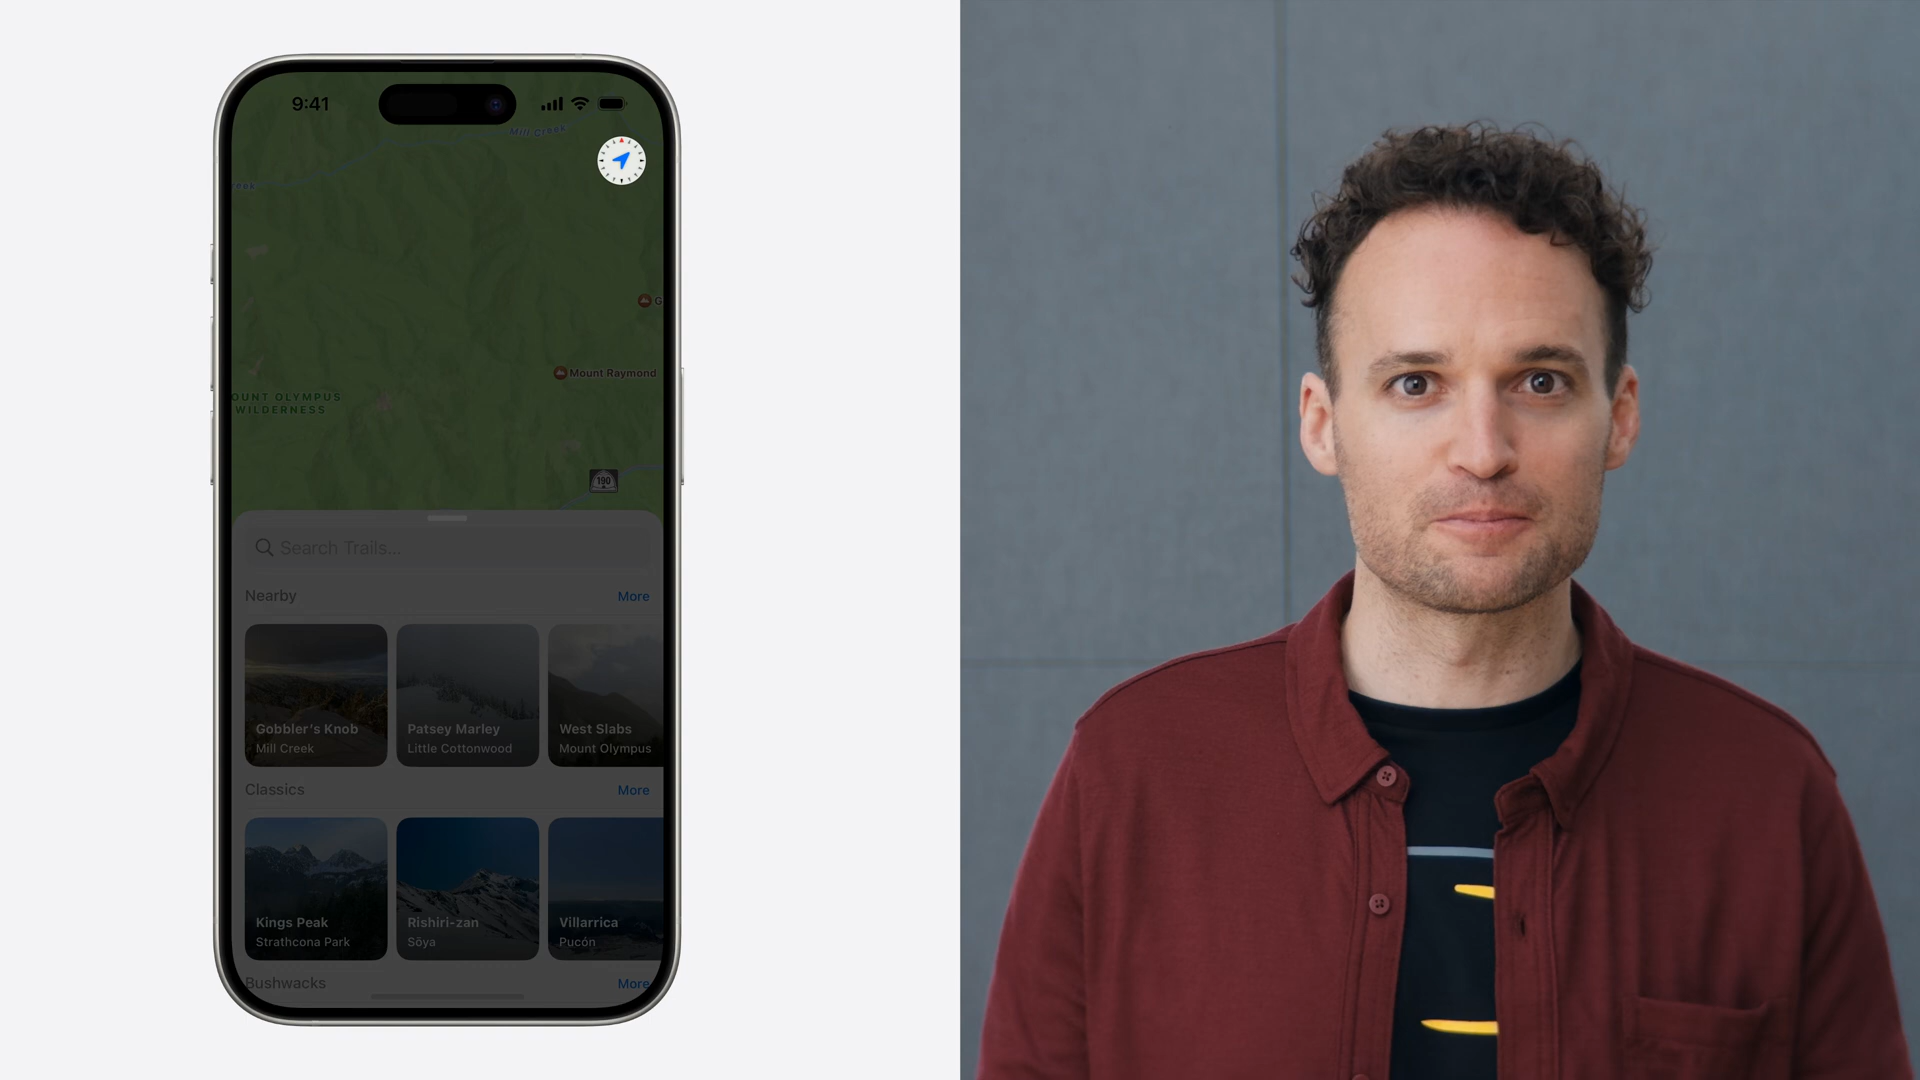 9:41
Mill Creek
reek
G
Mount Raymond
OUNT OLYMPUS
WILDERNESS
190
Search Trails...
Nearby
More
Gobbler's Knob
Mill Creek
Patsey Marley
Little Cottonwood
West Slabs
Mount Olympus
Classics
More
Kings Peak
Strathcona Park
Rishiri-zan
Sōya
Villarrica
Pucón
Bushwacks
More